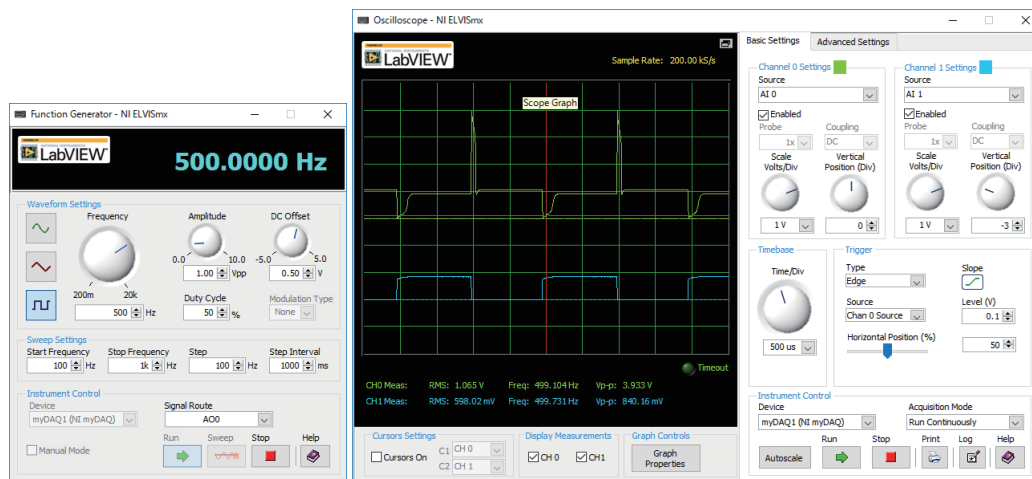 Function Generator - NI ELVISmx
LabVIEW
500.0000 Hz
Waveform Settings
Frequency
200m
20k
500 Hz
Amplitude
0.0
10.0
1.00 Vpp
DC Offset
-5.0
5.0
0.50 V
Duty Cycle
50 %
Modulation Type
None
Sweep Settings
Start Frequency
100 Hz
Stop Frequency
1k Hz
Step
100 Hz
Step Interval
1000 ms
Instrument Control
Device
myDAQ1 (NI myDAQ)
Signal Route
AO0
Manual Mode
Run
Sweep
Stop
Help
Oscilloscope - NI ELVISmx
LabVIEW
Sample Rate: 200.00 kS/s
Scope Graph
Timeout
CH0 Meas: RMS: 1.065 V Freq: 499.104 Hz Vp-p: 3.933 V
CH1 Meas: RMS: 598.02 mV Freq: 499.731 Hz Vp-p: 840.16 mV
Cursors Settings
Cursors On
C1 CH 0
C2 CH 1
Display Measurements
CH 0
CH1
Graph Controls
Graph
Properties
Basic Settings
Advanced Settings
Channel 0 Settings
Source
AI 0
Enabled
Probe
1x
Coupling
DC
Scale
Volts/Div
1 V
Vertical
Position (Div)
0
Channel 1 Settings
Source
AI 1
Enabled
Probe
1x
Coupling
DC
Scale
Volts/Div
1 V
Vertical
Position (Div)
-3
Timebase
Time/Div
500 us
Trigger
Type
Edge
Slope
Source
Chan 0 Source
Level (V)
0.1
Horizontal Position (%)
50
Instrument Control
Device
myDAQ1 (NI myDAQ)
Acquisition Mode
Run Continuously
Autoscale
Run
Stop
Print
Log
Help